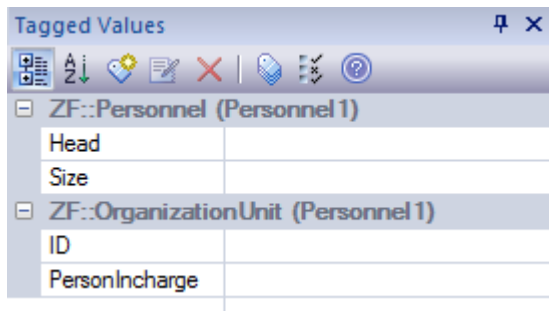 Tagged Values
ZF::Personnel (Personnel1)
Head
Size
ZF::OrganizationUnit (Personnel1)
ID
PersonIncharge